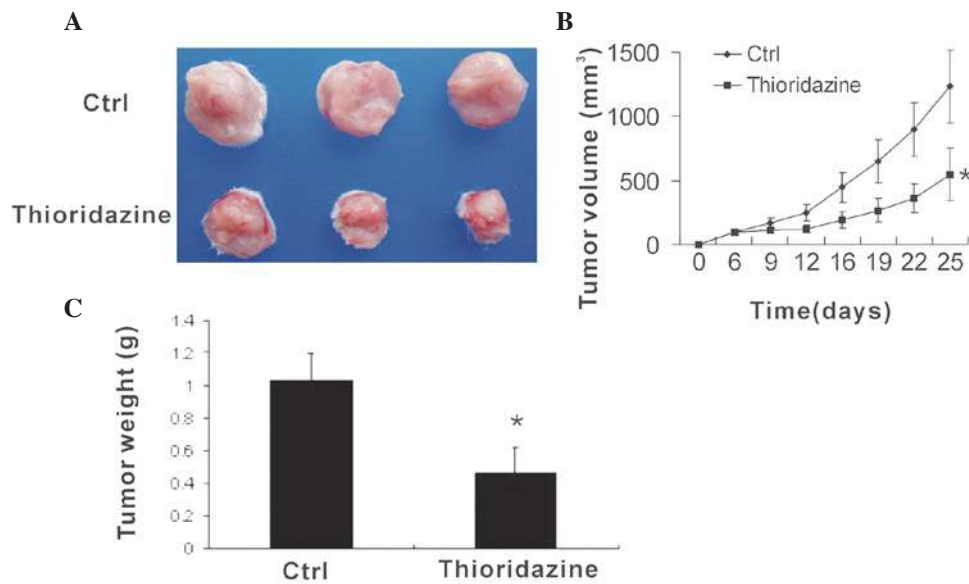 A
Ctrl
Thioridazine
B
Ctrl
Thioridazine
Tumor volume (mm³)
1500
1000
500
0
*
0 6 9 12 16 19 22 25
Time(days)
C
Tumor weight (g)
1.4
1.2
1
0.8
0.6
0.4
0.2
0
*
Ctrl Thioridazine